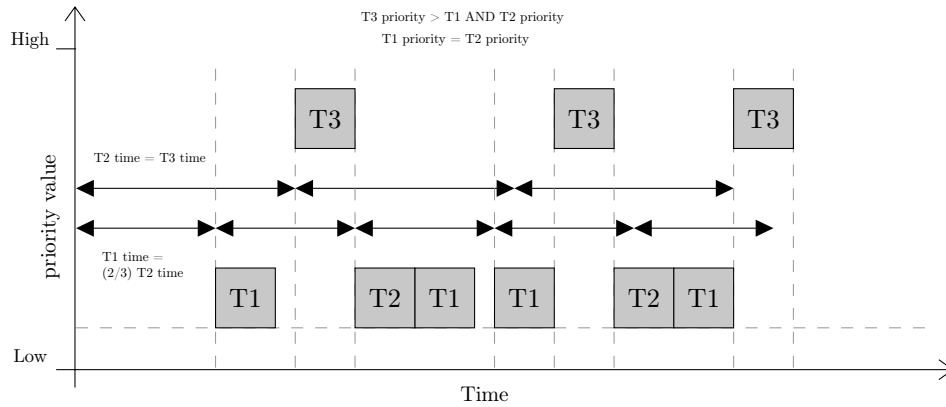 T3 priority > T1 AND T2 priority
High
T1 priority = T2 priority
T3
T3
T3
T2 time = T3 time
priority value
T1 time =
(2/3) T2 time
T1
T2
T1
T1
T2
T1
Low
Time